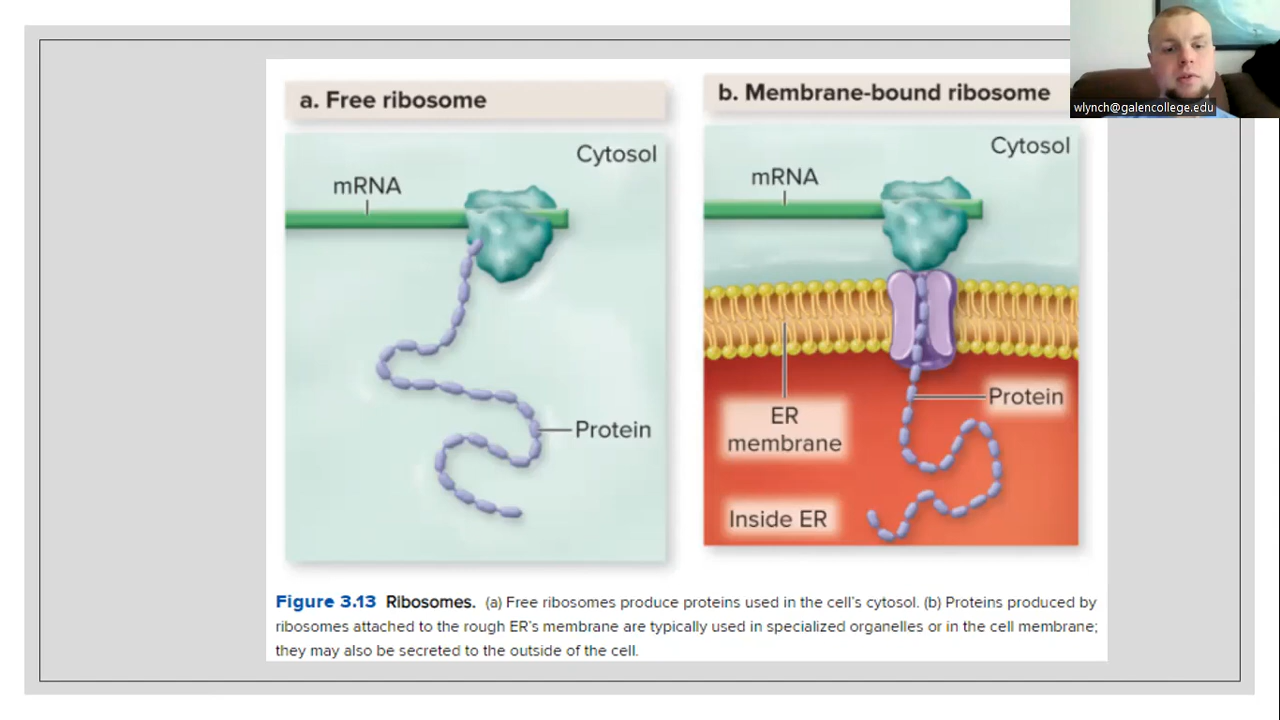 a. Free ribosome
Cytosol
mRNA
Protein
b. Membrane-bound ribosome
Cytosol
mRNA
Protein
ER
membrane
Inside ER
wlynch@galencollege.edu
Figure 3.13 Ribosomes. (a) Free ribosomes produce proteins used in the cell's cytosol. (b) Proteins produced by
ribosomes attached to the rough ER's membrane are typically used in specialized organelles or in the cell membrane;
they may also be secreted to the outside of the cell.